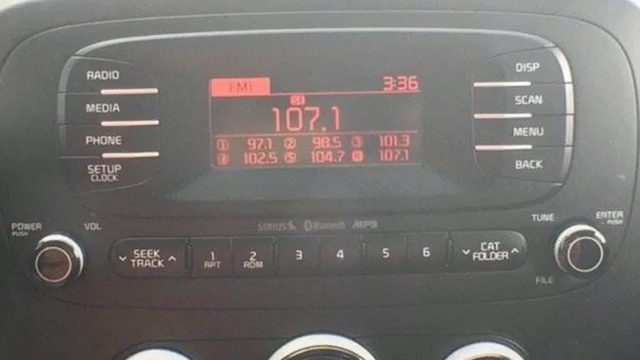 RADIO
MEDIA
PHONE
SETUP
CLOCK
FM1 3:36
107.1
① 97.1 ② 98.5 ③ 101.3
④ 102.5 ⑤ 104.7 ⑥ 107.1
DISP
SCAN
MENU
BACK
SIRIUS Bluetooth MP3
POWER
PUSH
VOL
TUNE
ENTER
PUSH
SEEK
TRACK
1
RPT
2
RDM
3
4
5
6
CAT
FOLDER
FILE